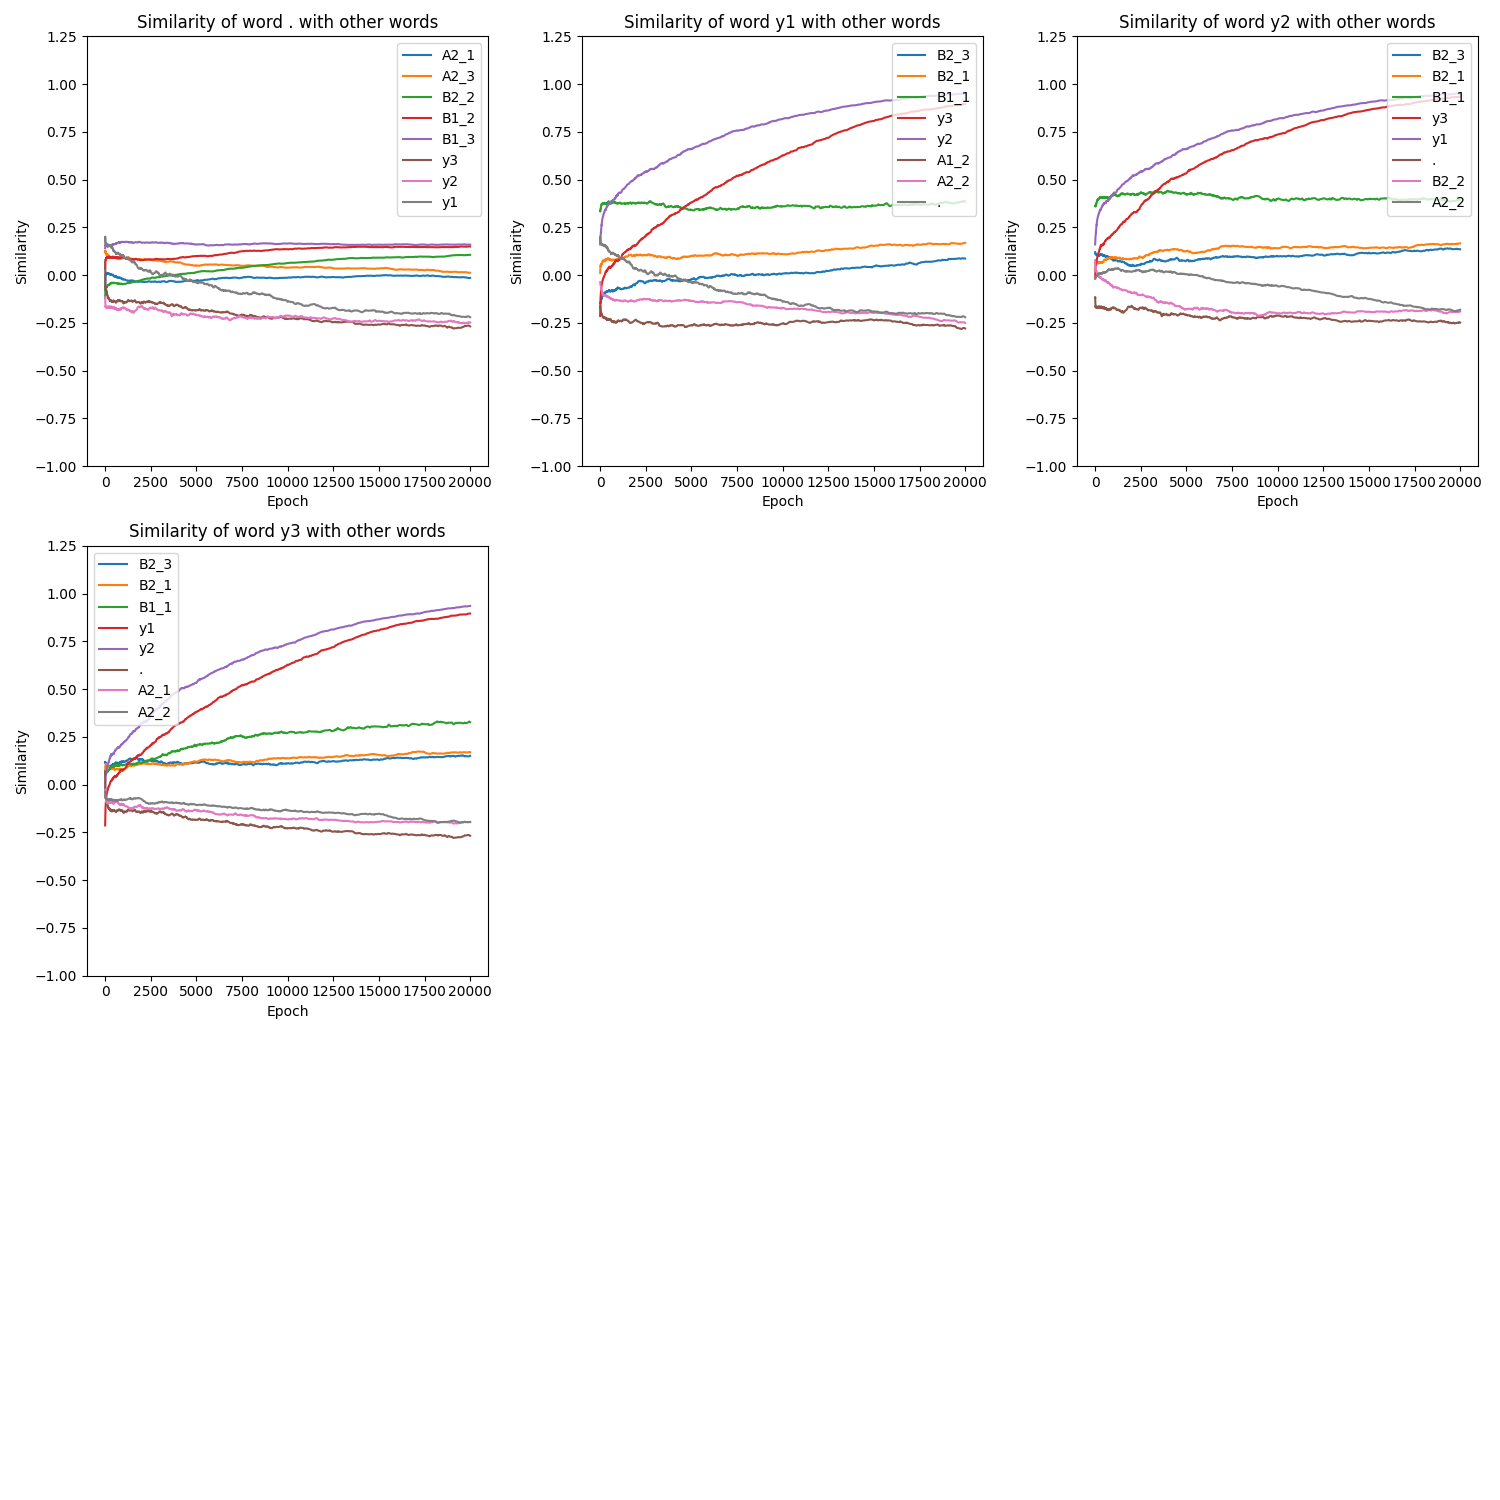 Similarity of word . with other words
Similarity
1.25
1.00
0.75
0.50
0.25
0.00
−0.25
−0.50
−0.75
−1.00
0 2500 5000 7500 10000 12500 15000 17500 20000
Epoch
A2_1
A2_3
B2_2
B1_2
B1_3
y3
y2
y1
Similarity of word y1 with other words
Similarity
1.25
1.00
0.75
0.50
0.25
0.00
−0.25
−0.50
−0.75
−1.00
0 2500 5000 7500 10000 12500 15000 17500 20000
Epoch
B2_3
B2_1
B1_1
y3
y2
A1_2
A2_2
.
Similarity of word y2 with other words
Similarity
1.25
1.00
0.75
0.50
0.25
0.00
−0.25
−0.50
−0.75
−1.00
0 2500 5000 7500 10000 12500 15000 17500 20000
Epoch
B2_3
B2_1
B1_1
y3
y1
.
B2_2
A2_2
Similarity of word y3 with other words
Similarity
1.25
1.00
0.75
0.50
0.25
0.00
−0.25
−0.50
−0.75
−1.00
0 2500 5000 7500 10000 12500 15000 17500 20000
Epoch
B2_3
B2_1
B1_1
y1
y2
.
A2_1
A2_2